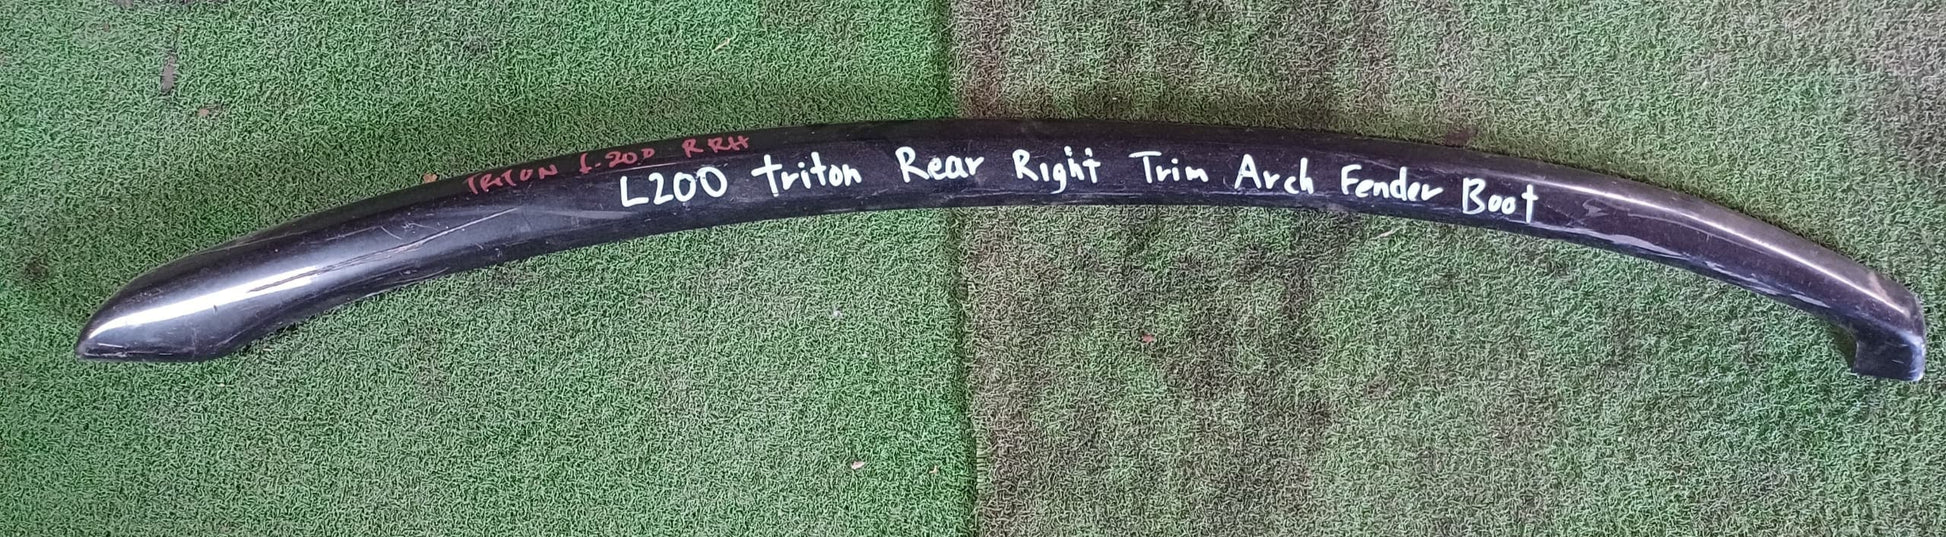 TRITON L200 RRH
L200 triton Rear Right Trim Arch Fender Boot